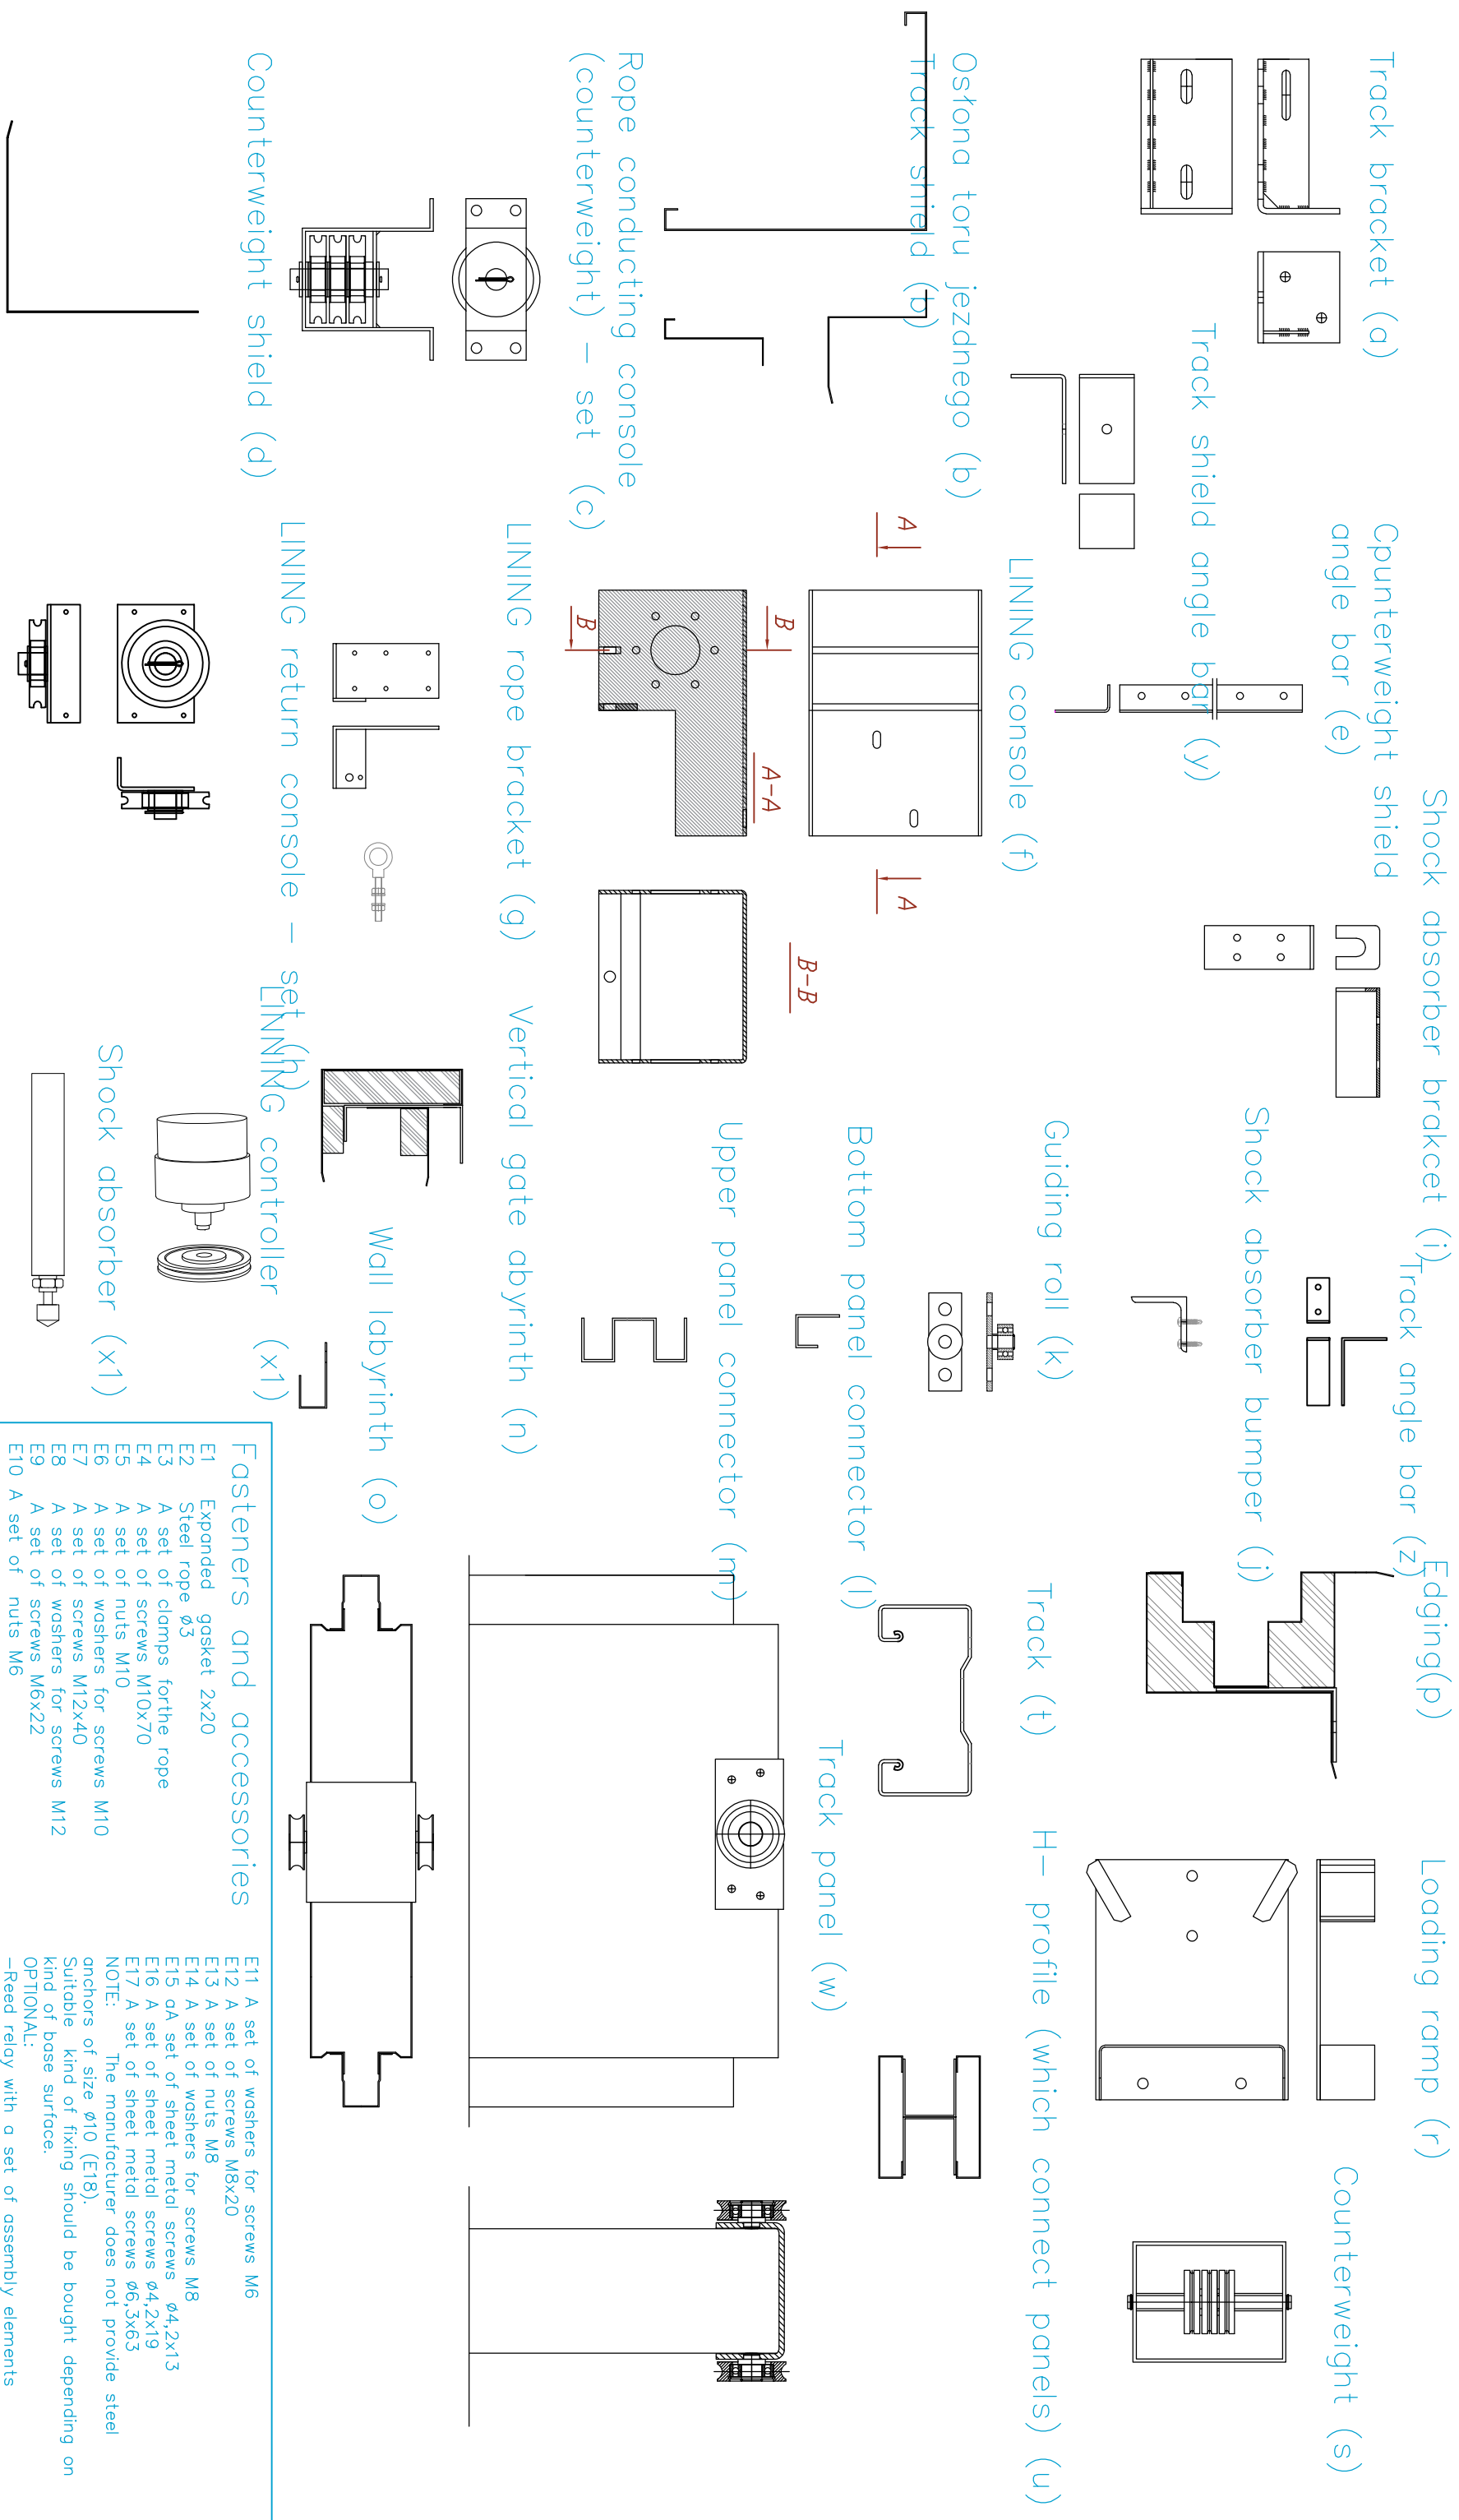 Track bracket (a)
Osłona toru jezdnego (b)
Track shield (b)
Rope conducting console
(counterweight) - set (c)
Counterweight shield (d)
Track shield angle bar (y)
Cpunterweight shield
angle bar (e)
LINING console (f)
A
A
B
B
A-A
B-B
LINING rope bracket (g)
LINING return console - set (h)
Shock absorber brakcet (i)
Shock absorber bumper (j)
Track angle bar (z)
Guiding roll (k)
Bottom panel connector (l)
Upper panel connector (m)
Vertical gate abyrinth (n)
Wall labyrinth (o)
LINNING controller (x1)
Shock absorber (x1)
Edging(p)
Loading ramp (r)
Counterweight (s)
Track (t)
H- profile (which connect panels) (u)
Track panel (w)
Fasteners and accessories
E1 Expanded gasket 2x20
E2 Steel rope ø3
E3 A set of clamps forthe rope
E4 A set of screws M10x70
E5 A set of nuts M10
E6 A set of washers for screws M10
E7 A set of screws M12x40
E8 A set of washers for screws M12
E9 A set of screws M6x22
E10 A set of nuts M6
E11 A set of washers for screws M6
E12 A set of screws M8x20
E13 A set of nuts M8
E14 A set of washers for screws M8
E15 aA set of sheet metal screws ø4,2x13
E16 A set of sheet metal screws ø4,2x19
E17 A set of sheet metal screws ø6,3x63
NOTE: The manufacturer does not provide steel
anchors of size ø10 (E18).
Suitable kind of fixing should be bought depending on
kind of base surface.
OPTIONAL:
-Reed relay with a set of assembly elements